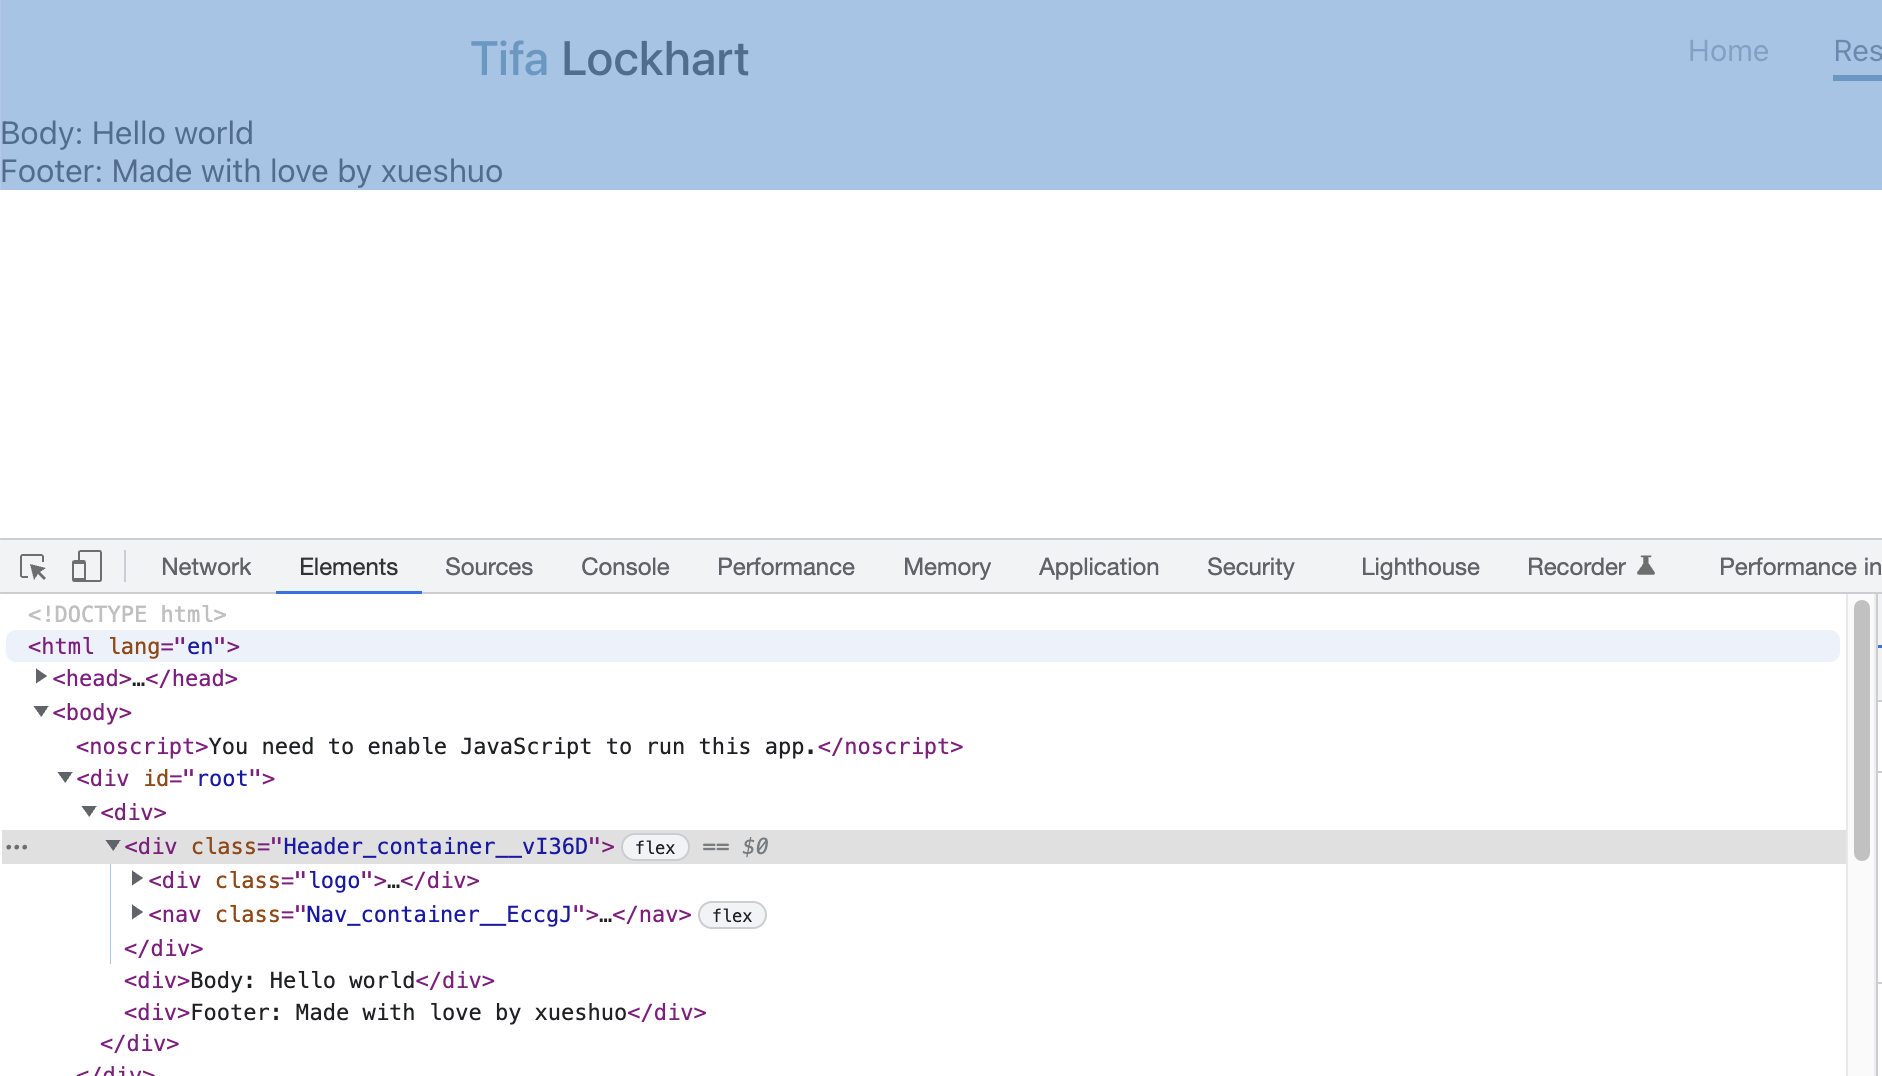 Tifa Lockhart Home Res
Body: Hello world
Footer: Made with love by xueshuo
Network Elements Sources Console Performance Memory Application Security Lighthouse Recorder Performance in
<!DOCTYPE html>
<html lang="en">
<head>…</head>
<body>
<noscript>You need to enable JavaScript to run this app.</noscript>
<div id="root">
<div>
<div class="Header_container__vI36D"> flex == $0
<div class="logo">…</div>
<nav class="Nav_container__EccgJ">…</nav> flex
</div>
<div>Body: Hello world</div>
<div>Footer: Made with love by xueshuo</div>
</div>
</div>